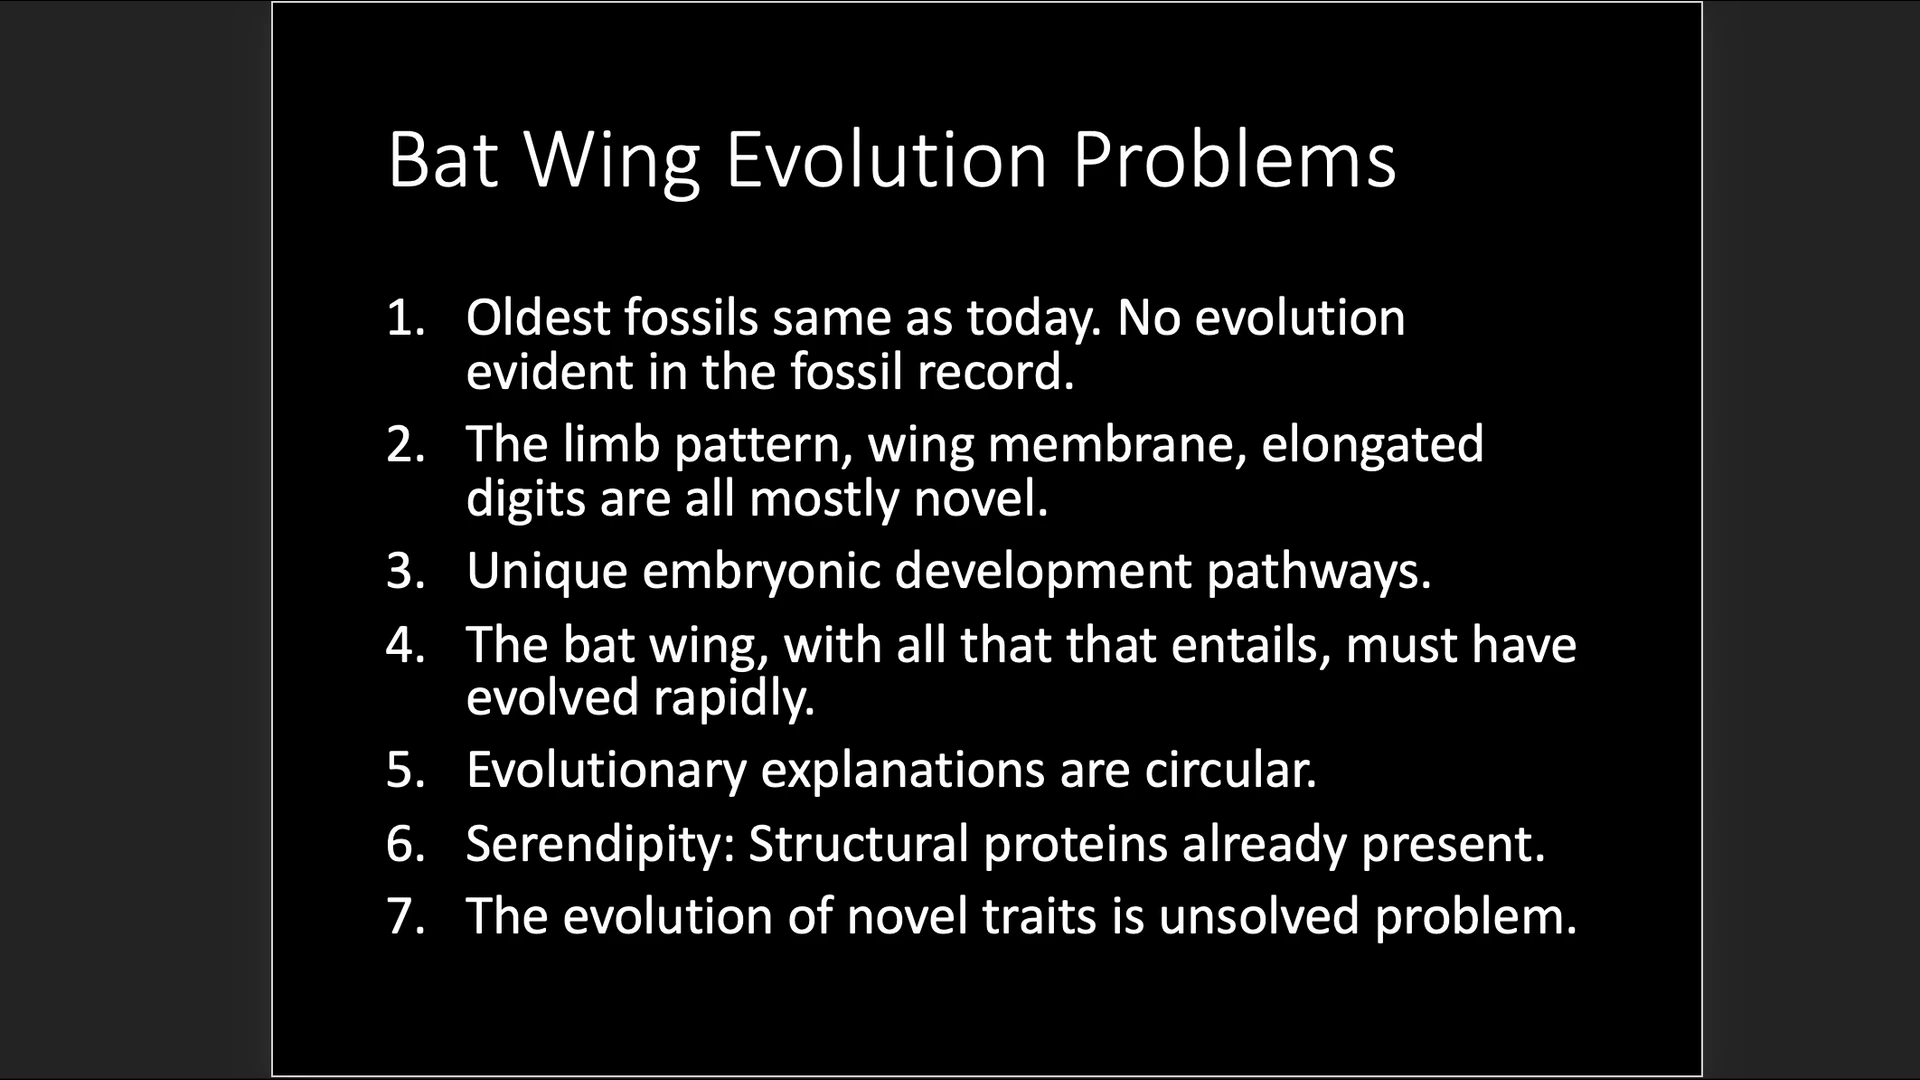 Bat Wing Evolution Problems
1. Oldest fossils same as today. No evolution
evident in the fossil record.
2. The limb pattern, wing membrane, elongated
digits are all mostly novel.
3. Unique embryonic development pathways.
4. The bat wing, with all that that entails, must have
evolved rapidly.
5. Evolutionary explanations are circular.
6. Serendipity: Structural proteins already present.
7. The evolution of novel traits is unsolved problem.